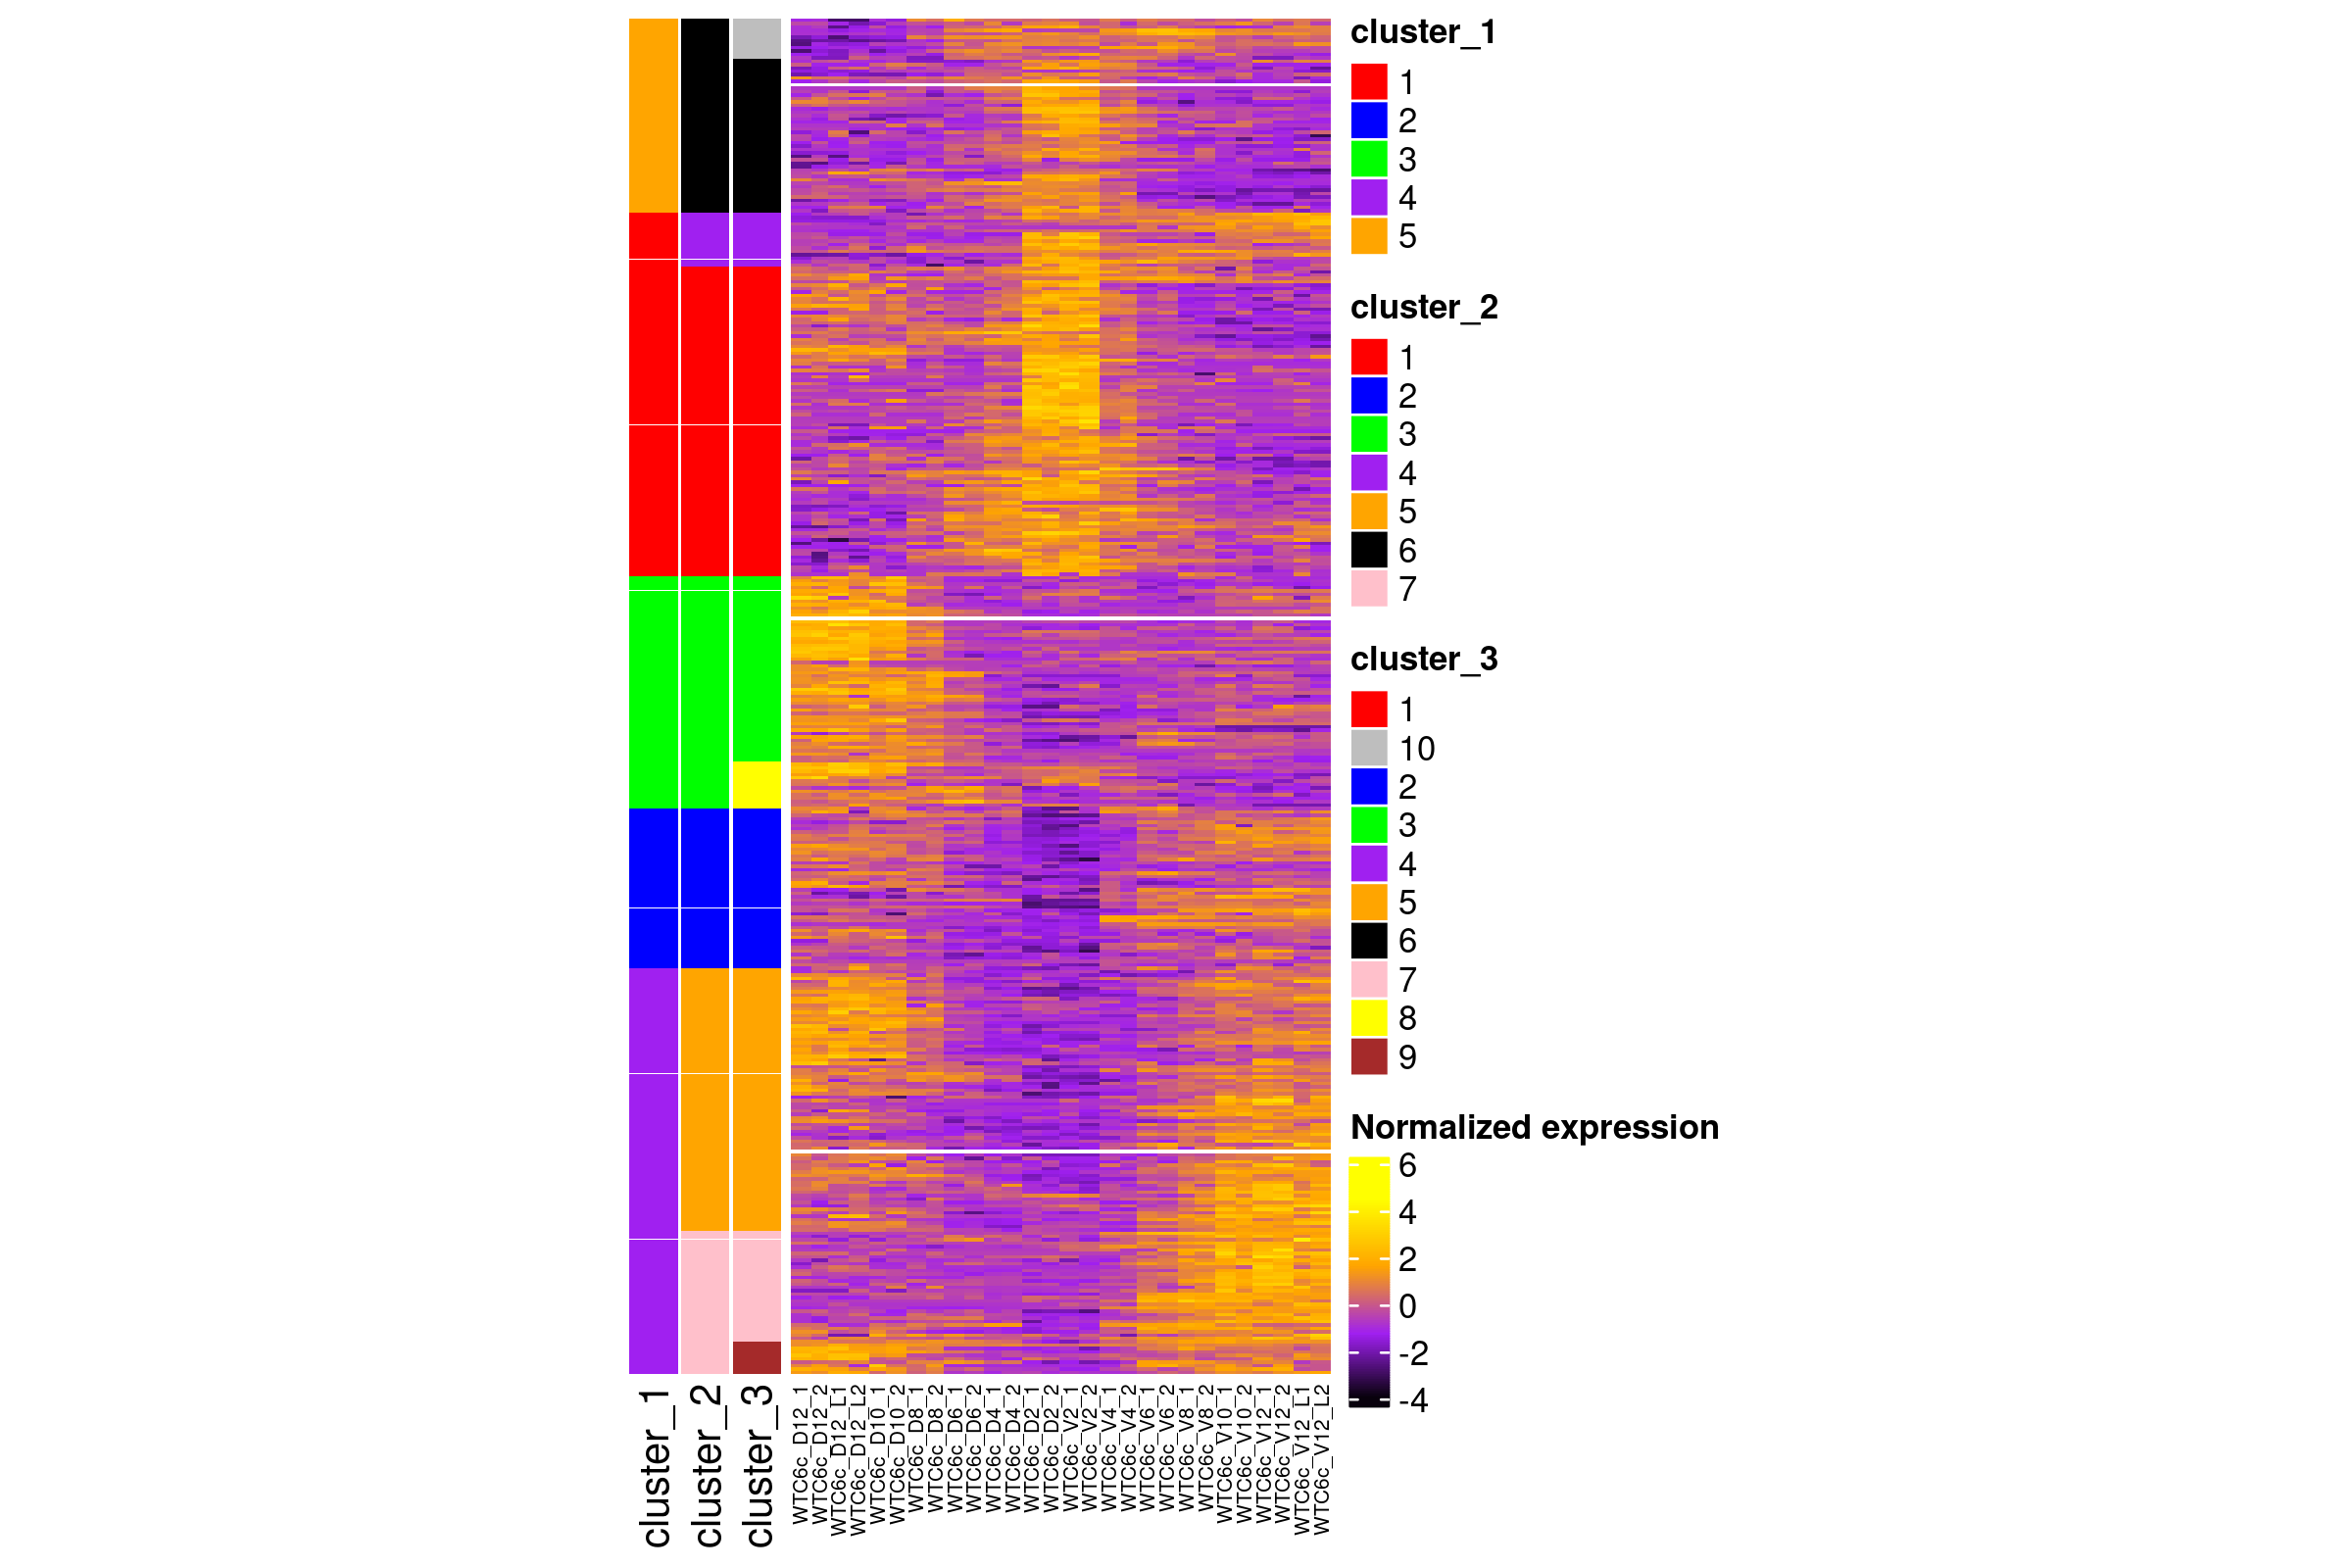 cluster_1
1
2
3
4
5
cluster_2
1
2
3
4
5
6
7
cluster_3
1
10
2
3
4
5
6
7
8
9
Normalized expression
6
4
2
0
-2
-4
cluster_1
cluster_2
cluster_3
WTC6c_D12_1
WTC6c_D12_2
WTC6c_D12_L1
WTC6c_D12_L2
WTC6c_D10_1
WTC6c_D10_2
WTC6c_D8_1
WTC6c_D8_2
WTC6c_D6_1
WTC6c_D6_2
WTC6c_D4_1
WTC6c_D4_2
WTC6c_D2_1
WTC6c_D2_2
WTC6c_V2_1
WTC6c_V2_2
WTC6c_V4_1
WTC6c_V4_2
WTC6c_V6_1
WTC6c_V6_2
WTC6c_V8_1
WTC6c_V8_2
WTC6c_V10_1
WTC6c_V10_2
WTC6c_V12_1
WTC6c_V12_2
WTC6c_V12_L1
WTC6c_V12_L2